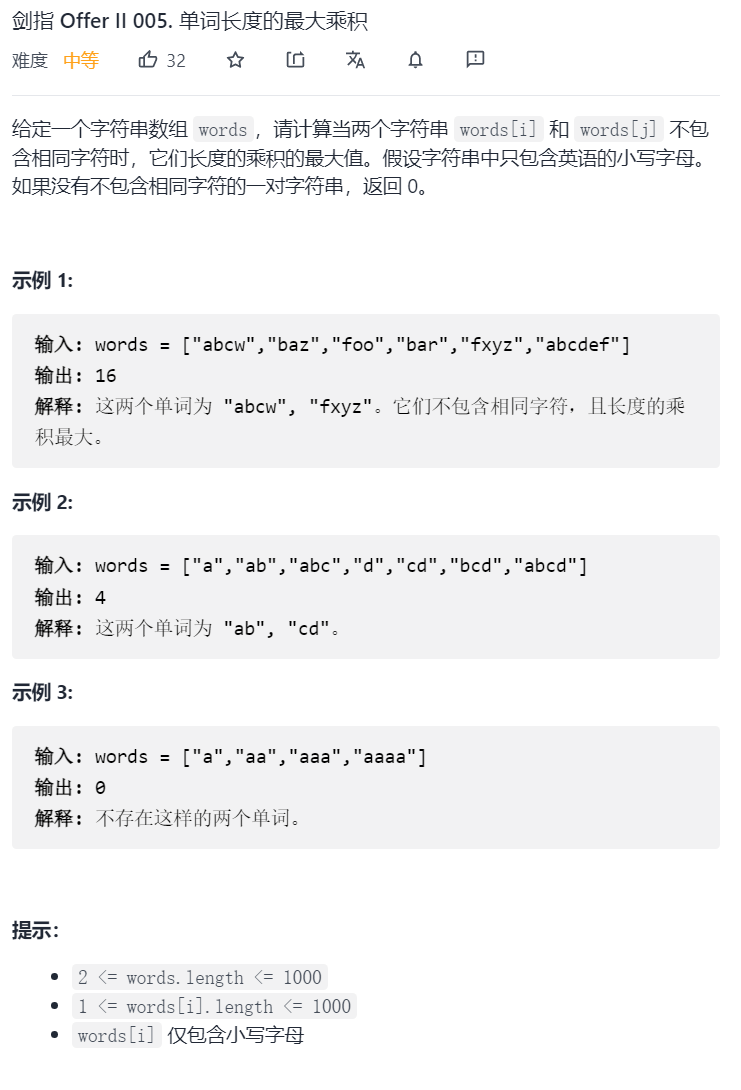 剑指 Offer II 005. 单词长度的最大乘积
难度 中等 32
给定一个字符串数组 words，请计算当两个字符串 words[i] 和 words[j] 不包
含相同字符时，它们长度的乘积的最大值。假设字符串中只包含英语的小写字母。
如果没有不包含相同字符的一对字符串，返回 0。
示例 1:
输入: words = ["abcw","baz","foo","bar","fxyz","abcdef"]
输出: 16
解释: 这两个单词为 "abcw", "fxyz"。它们不包含相同字符，且长度的乘
积最大。
示例 2:
输入: words = ["a","ab","abc","d","cd","bcd","abcd"]
输出: 4
解释: 这两个单词为 "ab", "cd"。
示例 3:
输入: words = ["a","aa","aaa","aaaa"]
输出: 0
解释: 不存在这样的两个单词。
提示：
2 <= words.length <= 1000
1 <= words[i].length <= 1000
words[i] 仅包含小写字母